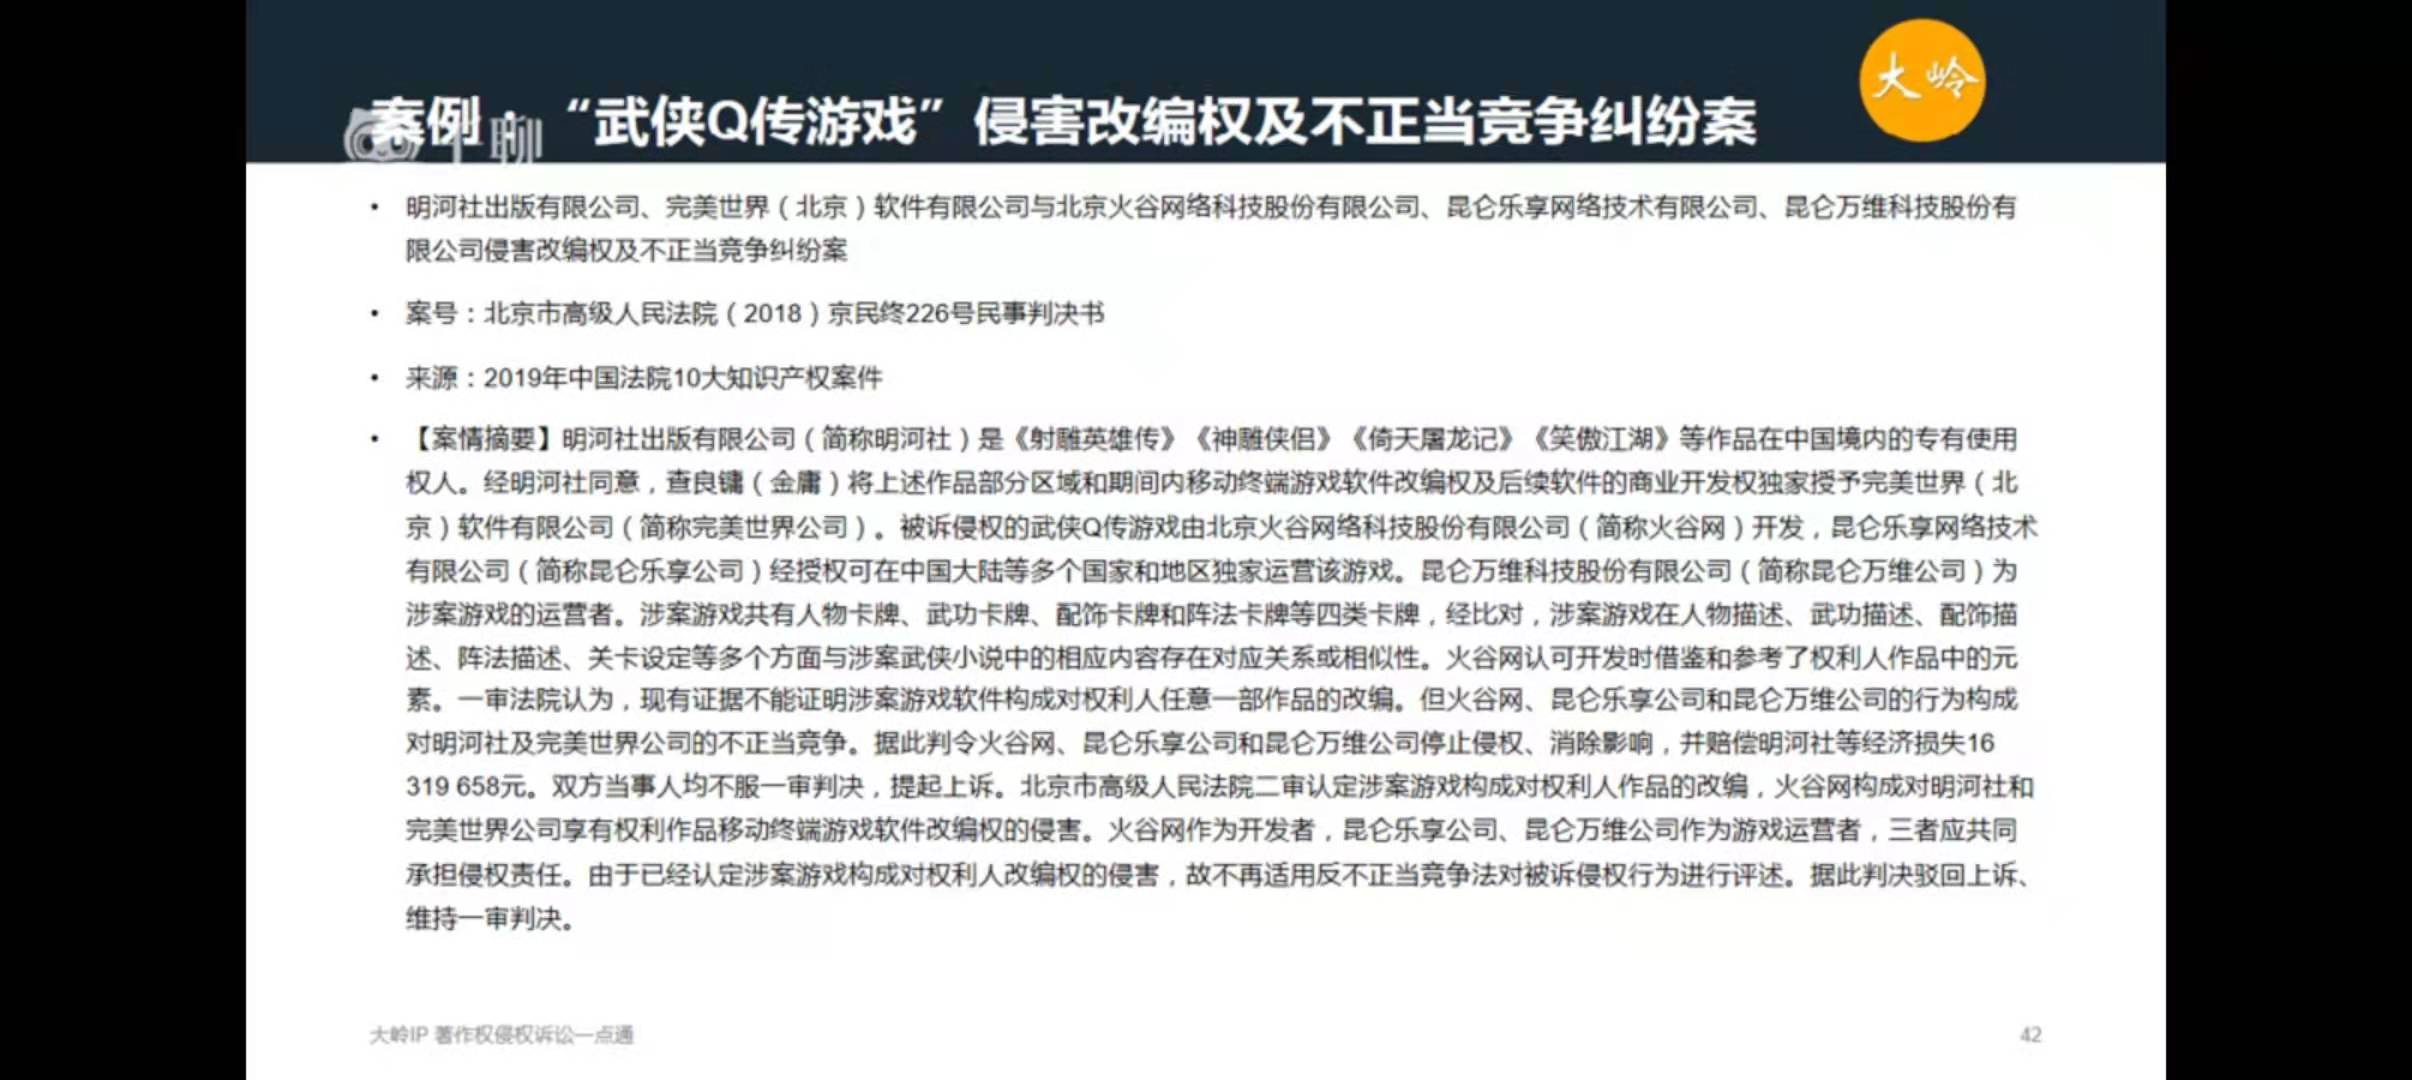 案例：“武侠Q传游戏”侵害改编权及不正当竞争纠纷案
千聊
大岭
• 明河社出版有限公司、完美世界（北京）软件有限公司与北京火谷网络科技股份有限公司、昆仑乐享网络技术有限公司、昆仑万维科技股份有
限公司侵害改编权及不正当竞争纠纷案
• 案号：北京市高级人民法院（2018）京民终226号民事判决书
• 来源：2019年中国法院10大知识产权案件
• 【案情摘要】明河社出版有限公司（简称明河社）是《射雕英雄传》《神雕侠侣》《倚天屠龙记》《笑傲江湖》等作品在中国境内的专有使用
权人。经明河社同意，查良镛（金庸）将上述作品部分区域和期间内移动终端游戏软件改编权及后续软件的商业开发权独家授予完美世界（北
京）软件有限公司（简称完美世界公司）。被诉侵权的武侠Q传游戏由北京火谷网络科技股份有限公司（简称火谷网）开发，昆仑乐享网络技术
有限公司（简称昆仑乐享公司）经授权可在中国大陆等多个国家和地区独家运营该游戏。昆仑万维科技股份有限公司（简称昆仑万维公司）为
涉案游戏的运营者。涉案游戏共有人物卡牌、武功卡牌、配饰卡牌和阵法卡牌等四类卡牌，经比对，涉案游戏在人物描述、武功描述、配饰描
述、阵法描述、关卡设定等多个方面与涉案武侠小说中的相应内容存在对应关系或相似性。火谷网认可开发时借鉴和参考了权利人作品中的元
素。一审法院认为，现有证据不能证明涉案游戏软件构成对权利人任意一部作品的改编。但火谷网、昆仑乐享公司和昆仑万维公司的行为构成
对明河社及完美世界公司的不正当竞争。据此判令火谷网、昆仑乐享公司和昆仑万维公司停止侵权、消除影响，并赔偿明河社等经济损失16
319 658元。双方当事人均不服一审判决，提起上诉。北京市高级人民法院二审认定涉案游戏构成对权利人作品的改编，火谷网构成对明河社和
完美世界公司享有权利作品移动终端游戏软件改编权的侵害。火谷网作为开发者，昆仑乐享公司、昆仑万维公司作为游戏运营者，三者应共同
承担侵权责任。由于已经认定涉案游戏构成对权利人改编权的侵害，故不再适用反不正当竞争法对被诉侵权行为进行评述。据此判决驳回上诉、
维持一审判决。
大岭IP 著作权侵权诉讼一点通
42